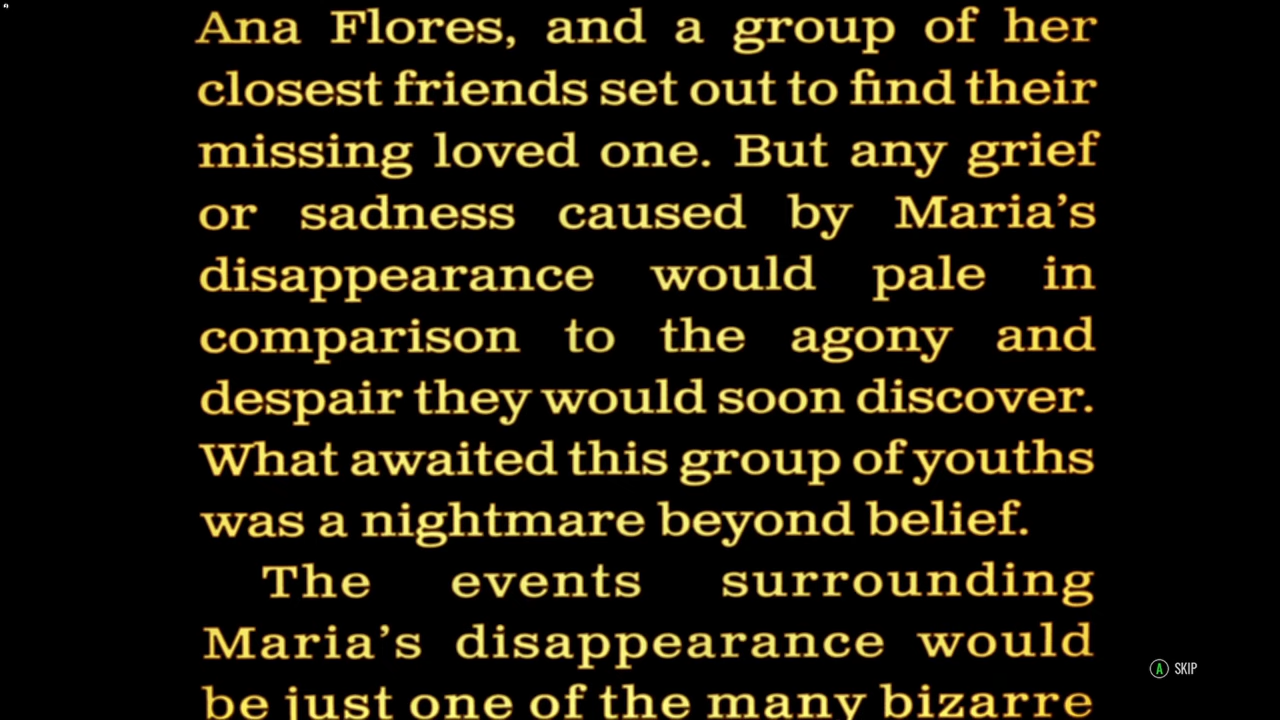 Ana Flores, and a group of her
closest friends set out to find their
missing loved one. But any grief
or sadness caused by Maria’s
disappearance would pale in
comparison to the agony and
despair they would soon discover.
What awaited this group of youths
was a nightmare beyond belief.
The events surrounding
Maria’s disappearance would
be just one of the many bizarre
A SKIP